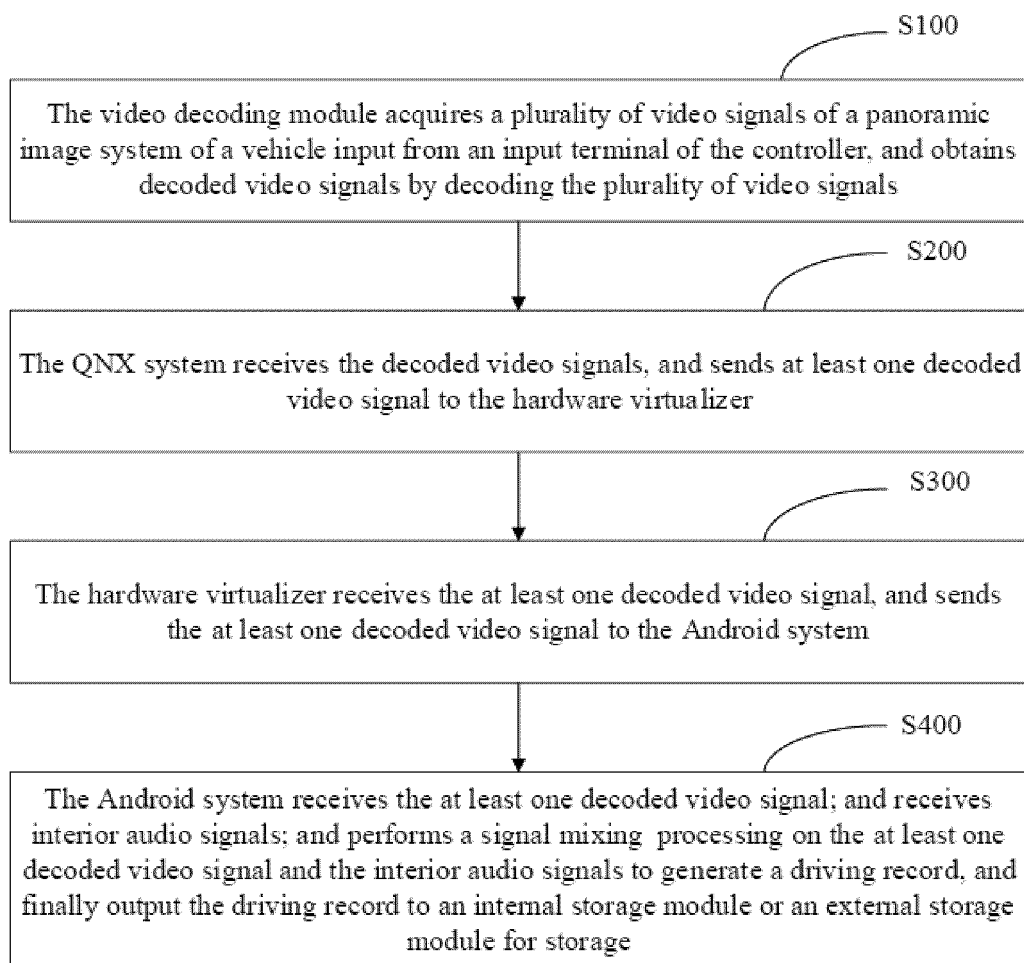 S100
The video decoding module acquires a plurality of video signals of a panoramic
image system of a vehicle input from an input terminal of the controller, and obtains
decoded video signals by decoding the plurality of video signals
S200
The QNX system receives the decoded video signals, and sends at least one decoded
video signal to the hardware virtualizer
S300
The hardware virtualizer receives the at least one decoded video signal, and sends
the at least one decoded video signal to the Android system
S400
The Android system receives the at least one decoded video signal; and receives
interior audio signals; and performs a signal mixing processing on the at least one
decoded video signal and the interior audio signals to generate a driving record, and
finally output the driving record to an internal storage module or an external storage
module for storage